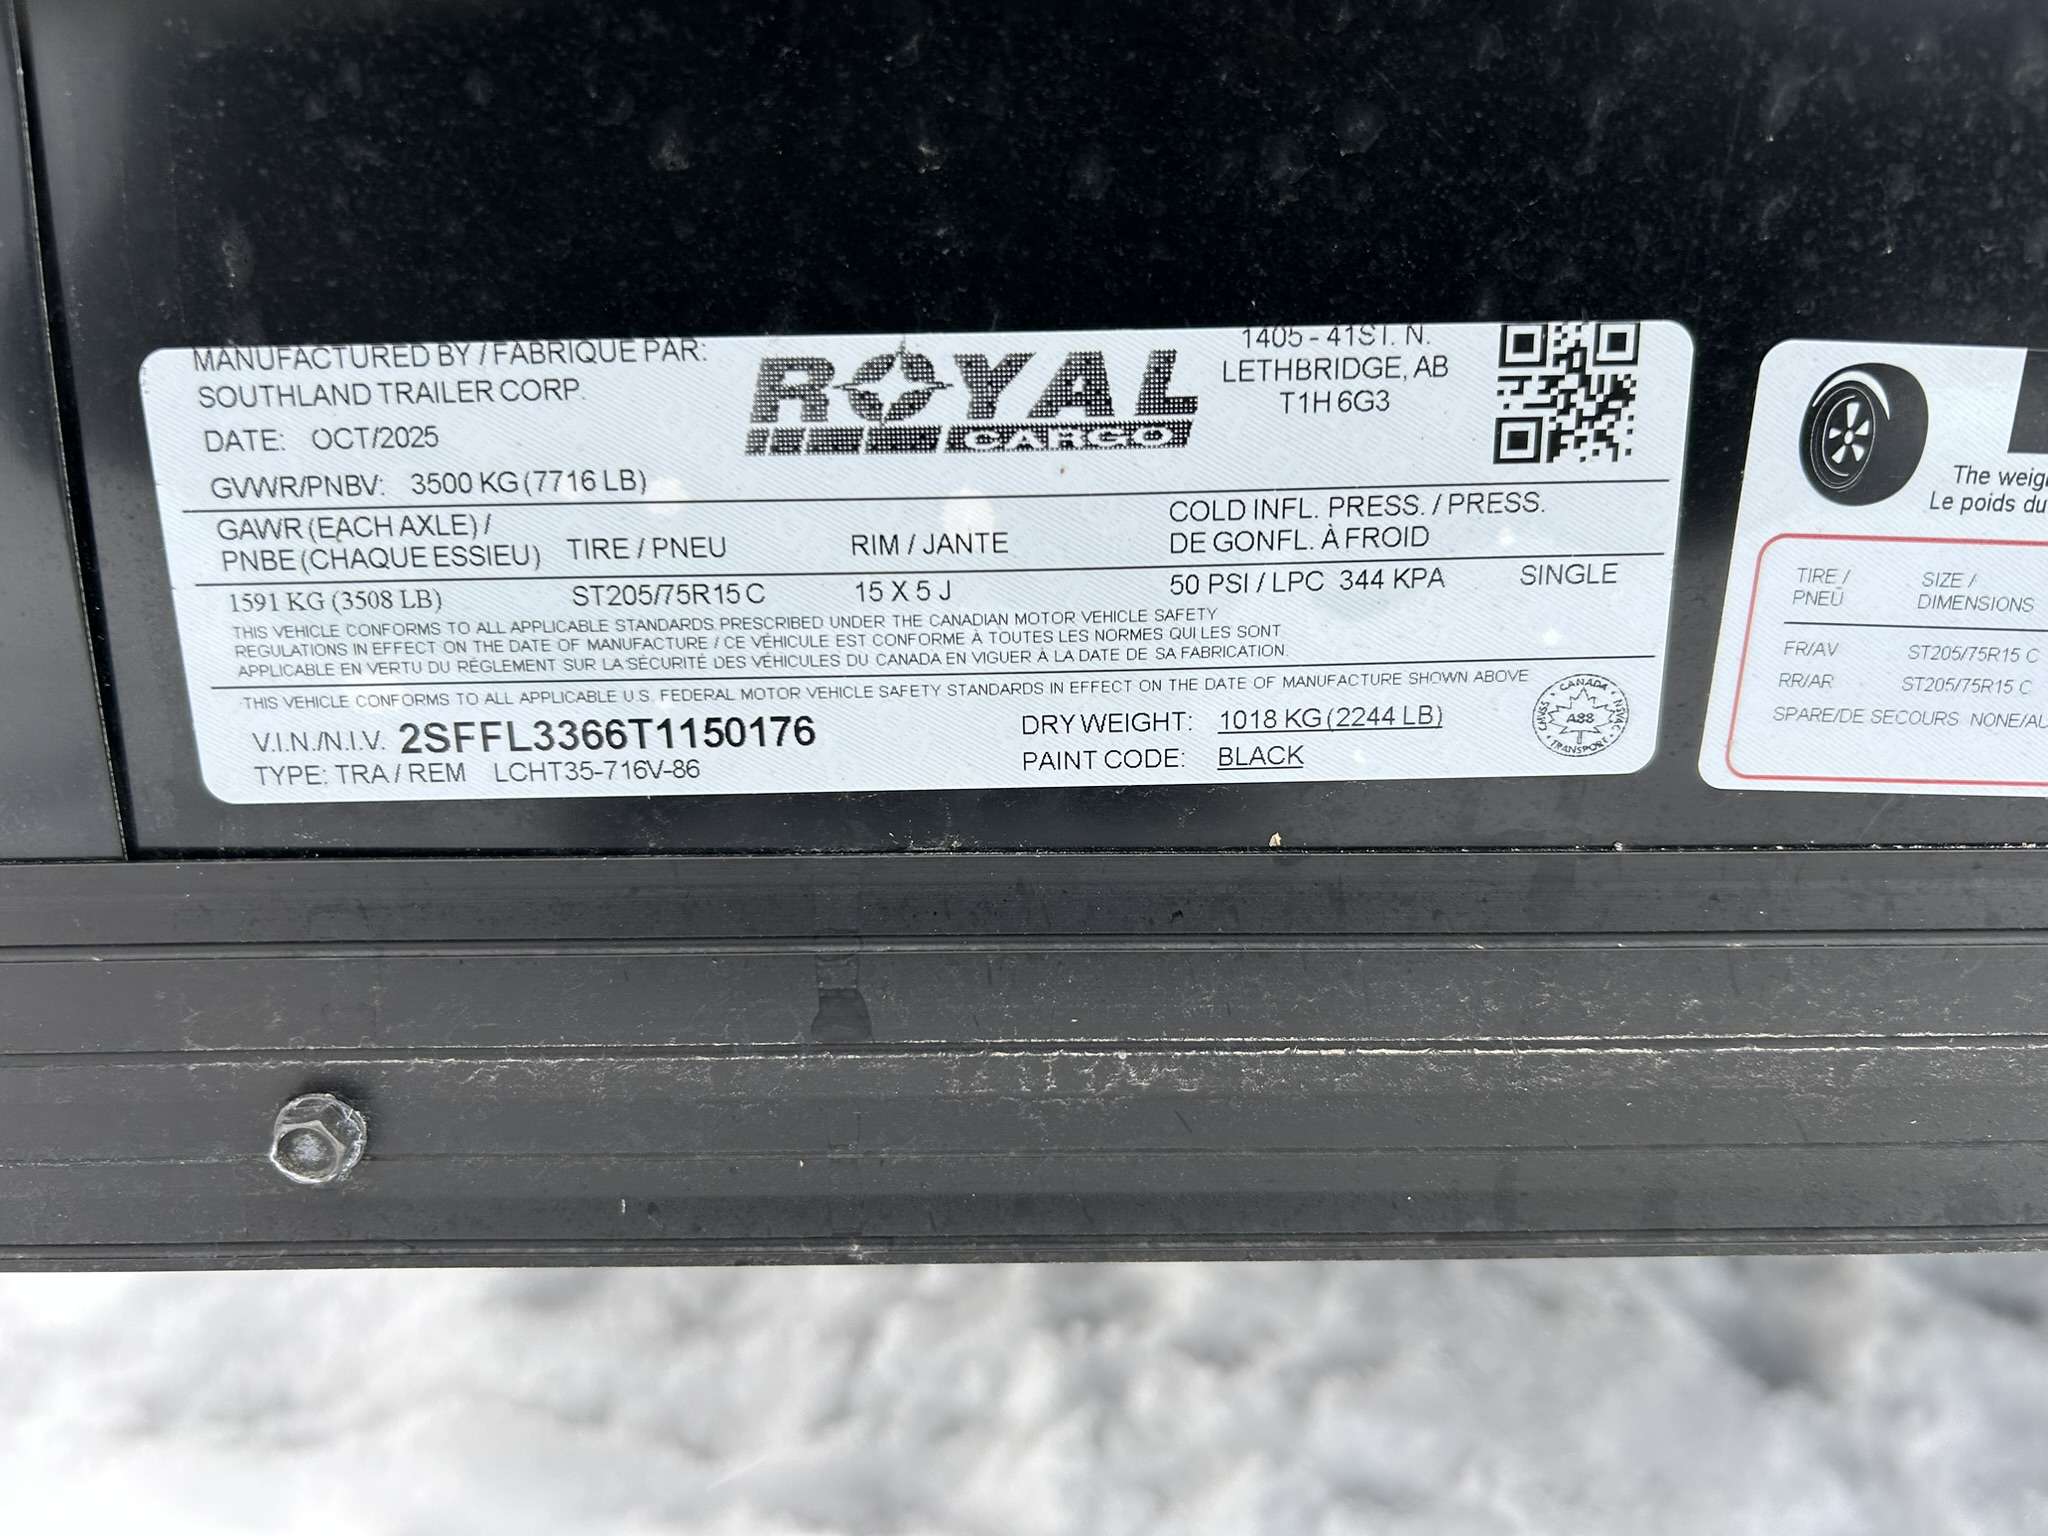 MANUFACTURED BY / FABRIQUE PAR:
SOUTHLAND TRAILER CORP.
DATE: OCT/2025
GVWR/PNBV: 3500 KG (7716 LB)
ROYAL
CARGO
1405 - 41ST. N.
LETHBRIDGE, AB
T1H 6G3
GAWR (EACH AXLE) /
PNBE (CHAQUE ESSIEU)
TIRE / PNEU
RIM / JANTE
COLD INFL. PRESS. / PRESS.
DE GONFL. À FROID
1591 KG (3508 LB)
ST205/75R15 C
15 X 5 J
50 PSI / LPC 344 KPA
SINGLE
THIS VEHICLE CONFORMS TO ALL APPLICABLE STANDARDS PRESCRIBED UNDER THE CANADIAN MOTOR VEHICLE SAFETY
REGULATIONS IN EFFECT ON THE DATE OF MANUFACTURE / CE VÉHICULE EST CONFORME À TOUTES LES NORMES QUI LES SONT
APPLICABLE EN VERTU DU RÉGLEMENT SUR LA SÉCURITÉ DES VÉHICULES DU CANADA EN VIGUER À LA DATE DE SA FABRICATION.
THIS VEHICLE CONFORMS TO ALL APPLICABLE U.S. FEDERAL MOTOR VEHICLE SAFETY STANDARDS IN EFFECT ON THE DATE OF MANUFACTURE SHOWN ABOVE
V.I.N./N.I.V. 2SFFL3366T1150176
TYPE: TRA / REM LCHT35-716V-86
DRY WEIGHT: 1018 KG (2244 LB)
PAINT CODE: BLACK
CANADA
TRANSPORT
The
Le poids du
TIRE /
PNEU
SIZE /
DIMENSIONS
FR/AV
ST205/75R15 C
RR/AR
ST205/75R15 C
SPARE/DE SECOURS